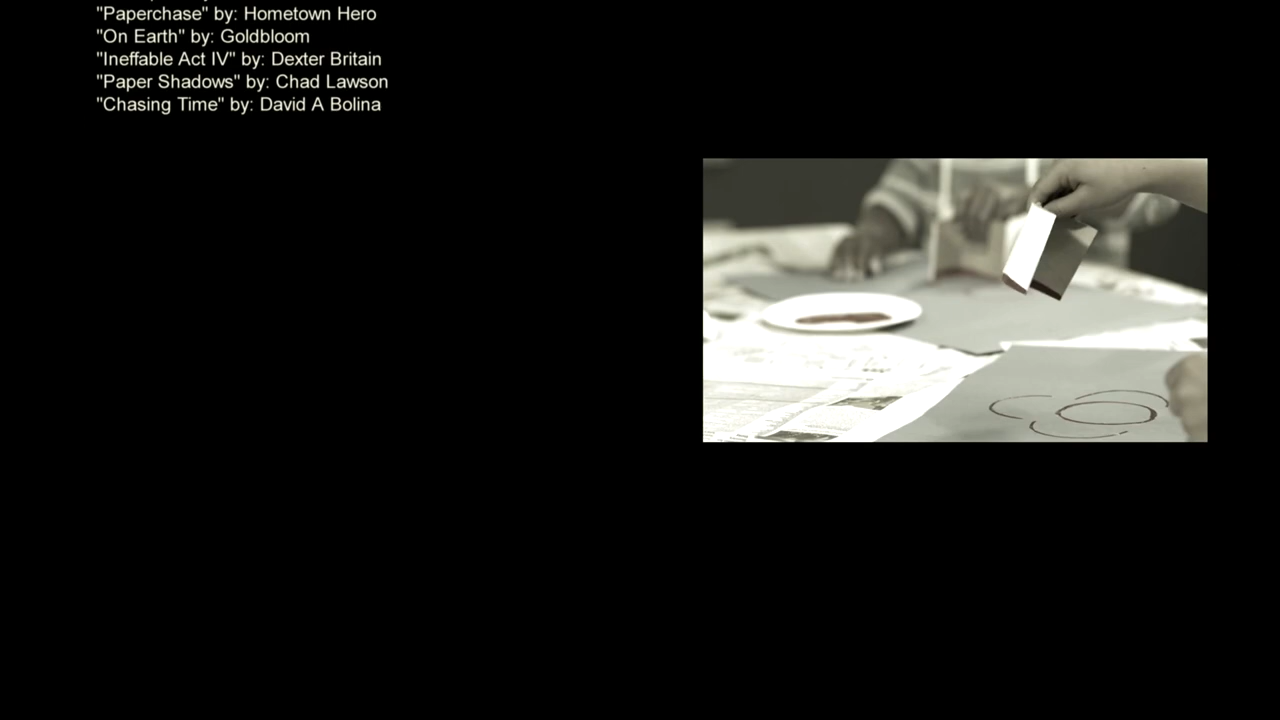 "Paperchase" by: Hometown Hero
"On Earth" by: Goldbloom
"Ineffable Act IV" by: Dexter Britain
"Paper Shadows" by: Chad Lawson
"Chasing Time" by: David A Bolina